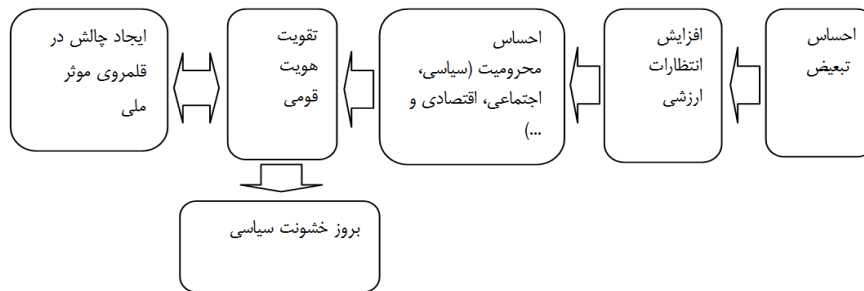 احساس
تبعیض
افزایش
انتظارات
ارزشی
احساس
محرومیت (سیاسی،
اجتماعی، اقتصادی و
...)
تقویت
هویت
قومی
ایجاد چالش در
قلمروی موثر
ملی
بروز خشونت سیاسی